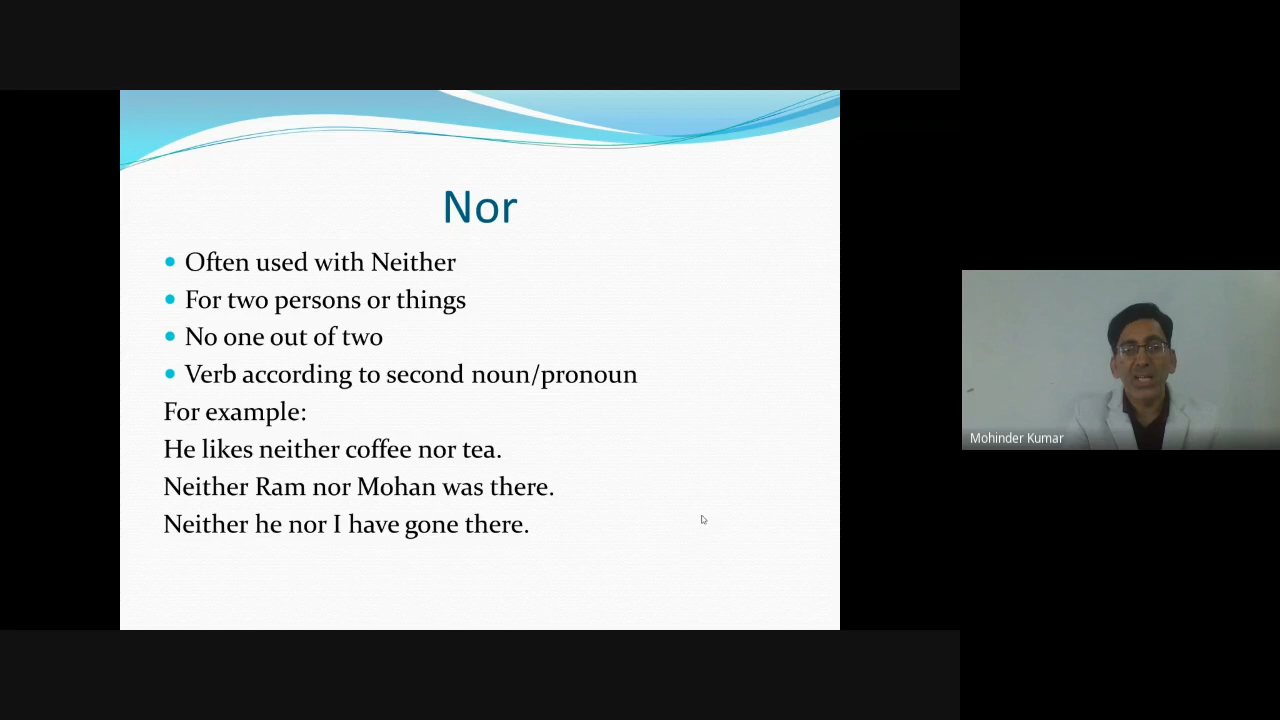 Nor
Often used with Neither
For two persons or things
No one out of two
Verb according to second noun/pronoun
For example:
He likes neither coffee nor tea.
Neither Ram nor Mohan was there.
Neither he nor I have gone there.
Mohinder Kumar